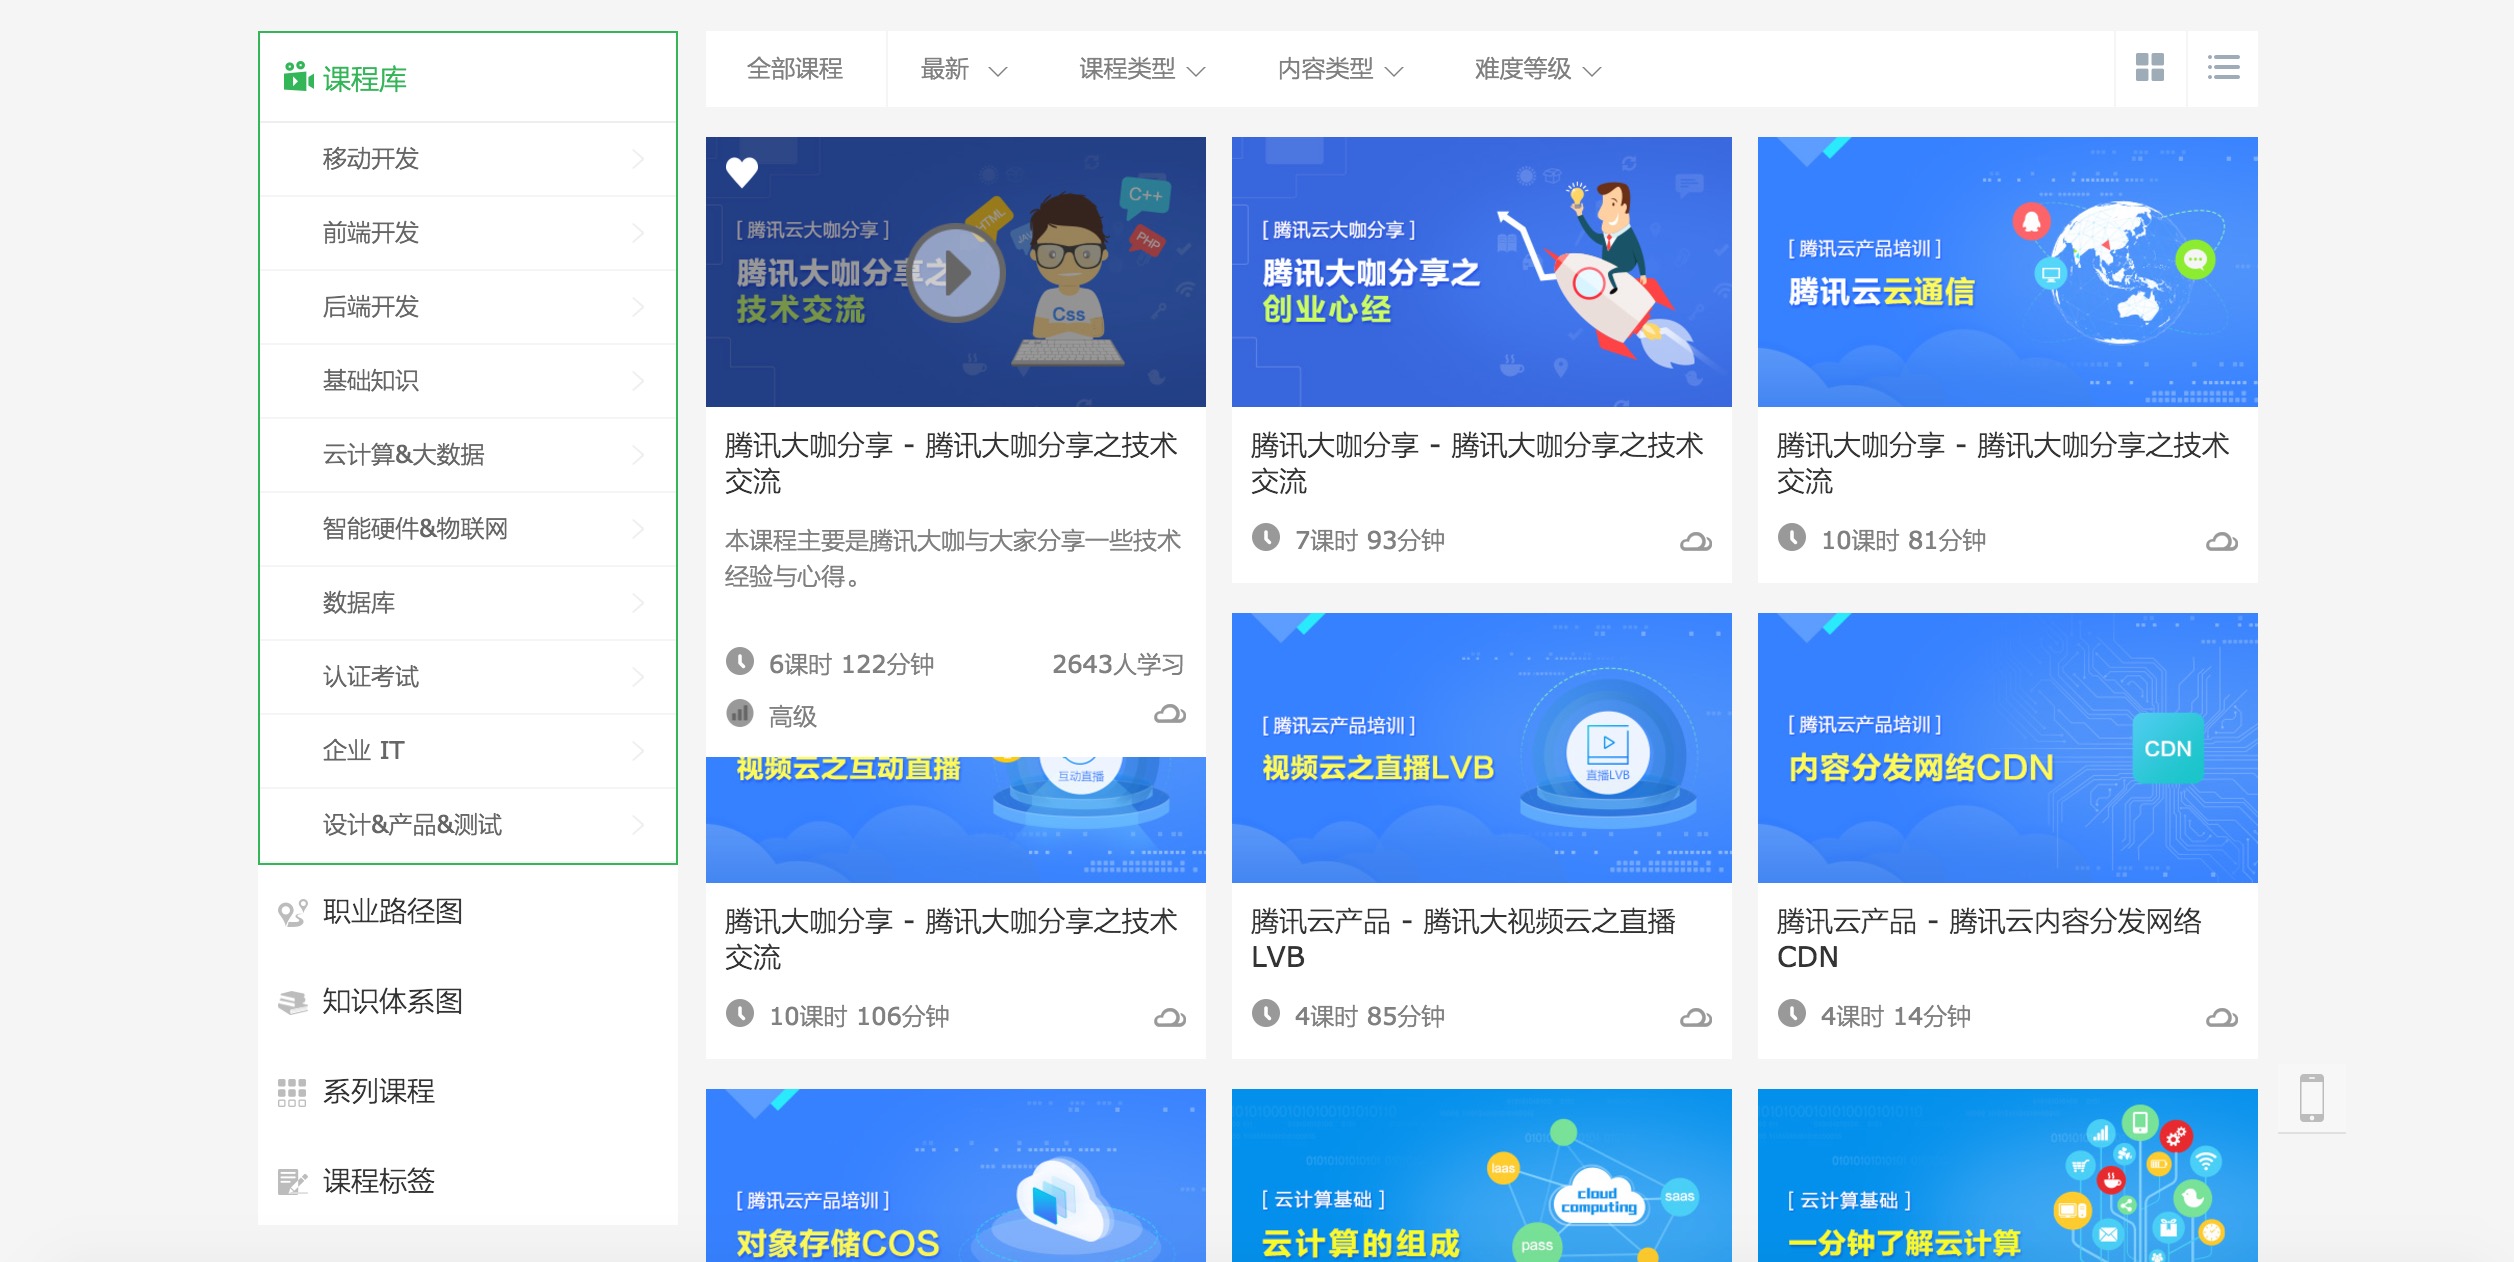 课程库
移动开发
前端开发
后端开发
基础知识
云计算&大数据
智能硬件&物联网
数据库
认证考试
企业 IT
设计&产品&测试
职业路径图
知识体系图
系列课程
课程标签
全部课程 最新 课程类型 内容类型 难度等级
[ 腾讯云大咖分享 ]
腾讯大咖分享之
技术交流
HTML
C++
PHP
Css
腾讯大咖分享 - 腾讯大咖分享之技术
交流
本课程主要是腾讯大咖与大家分享一些技术
经验与心得。
6课时 122分钟 2643人学习
高级
[ 腾讯云大咖分享 ]
腾讯大咖分享之
创业心经
腾讯大咖分享 - 腾讯大咖分享之技术
交流
7课时 93分钟
[ 腾讯云产品培训 ]
腾讯云云通信
腾讯大咖分享 - 腾讯大咖分享之技术
交流
10课时 81分钟
视频云之互动直播
互动直播
腾讯大咖分享 - 腾讯大咖分享之技术
交流
10课时 106分钟
[ 腾讯云产品培训 ]
视频云之直播LVB
直播LVB
腾讯云产品 - 腾讯大视频云之直播
LVB
4课时 85分钟
[ 腾讯云产品培训 ]
内容分发网络CDN
CDN
腾讯云产品 - 腾讯云内容分发网络
CDN
4课时 14分钟
[ 腾讯云产品培训 ]
对象存储COS
[ 云计算基础 ]
云计算的组成
iaas
cloud
computing
saas
pass
[ 云计算基础 ]
一分钟了解云计算